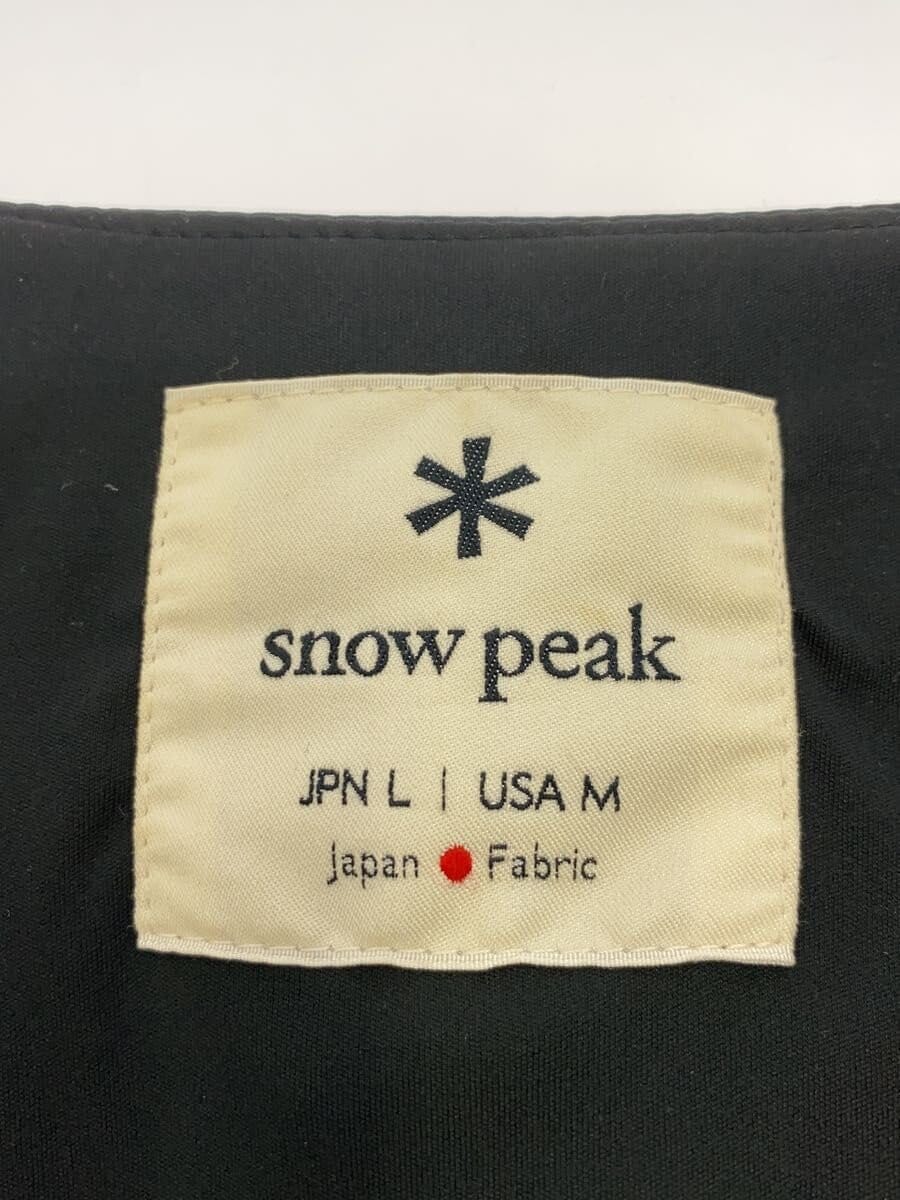 snow peak
JPN L | USA M
Japan ● Fabric